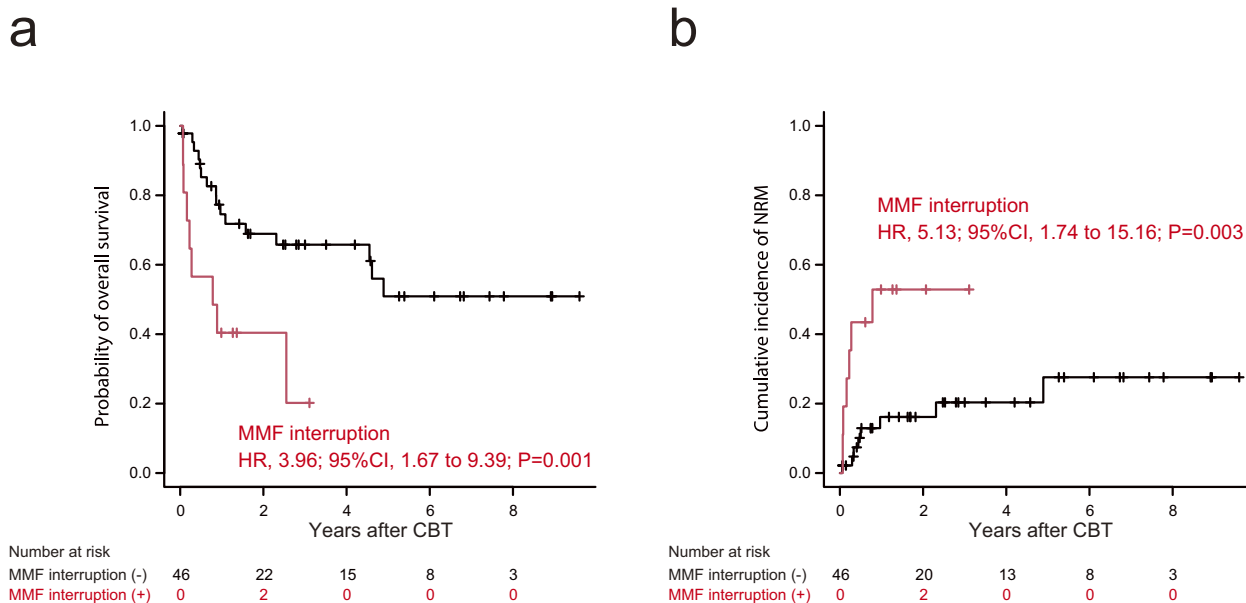 a
Probability of overall survival
1.0
0.8
0.6
0.4
0.2
0.0
MMF interruption
HR, 3.96; 95%CI, 1.67 to 9.39; P=0.001
0 2 4 6 8
Years after CBT
Number at risk
MMF interruption (-) 46 22 15 8 3
MMF interruption (+) 0 2 0 0 0
b
Cumulative incidence of NRM
1.0
0.8
0.6
0.4
0.2
0.0
MMF interruption
HR, 5.13; 95%CI, 1.74 to 15.16; P=0.003
0 2 4 6 8
Years after CBT
Number at risk
MMF interruption (-) 46 20 13 8 3
MMF interruption (+) 0 2 0 0 0